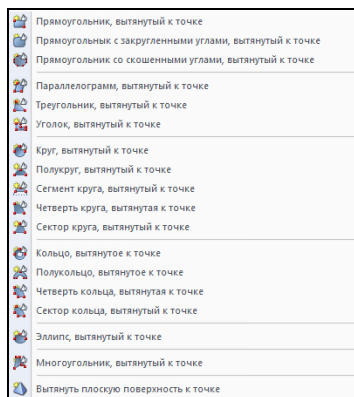 Прямоугольник, вытянутый к точке
Прямоугольнык с закругленными углами, вытянутый к точке
Прямоугольник со скошенными углами, вытянутый к точке
Параллелограмм, вытянутый к точке
Треугольник, вытянутый к точке
Уголок, вытянутый к точке
Круг, вытянутый к точке
Полукруг, вытянутый к точке
Сегмент круга, вытянутый к точке
Четверть круга, вытянутая к точке
Сектор круга, вытянутый к точке
Кольцо, вытянутое к точке
Полукольцо, вытянутое к точке
Четверть кольца, вытянутая к точке
Сектор кольца, вытянутый к точке
Эллипс, вытянутый к точке
Многоугольник, вытянутый к точке
Вытянуть плоскую поверхность к точке